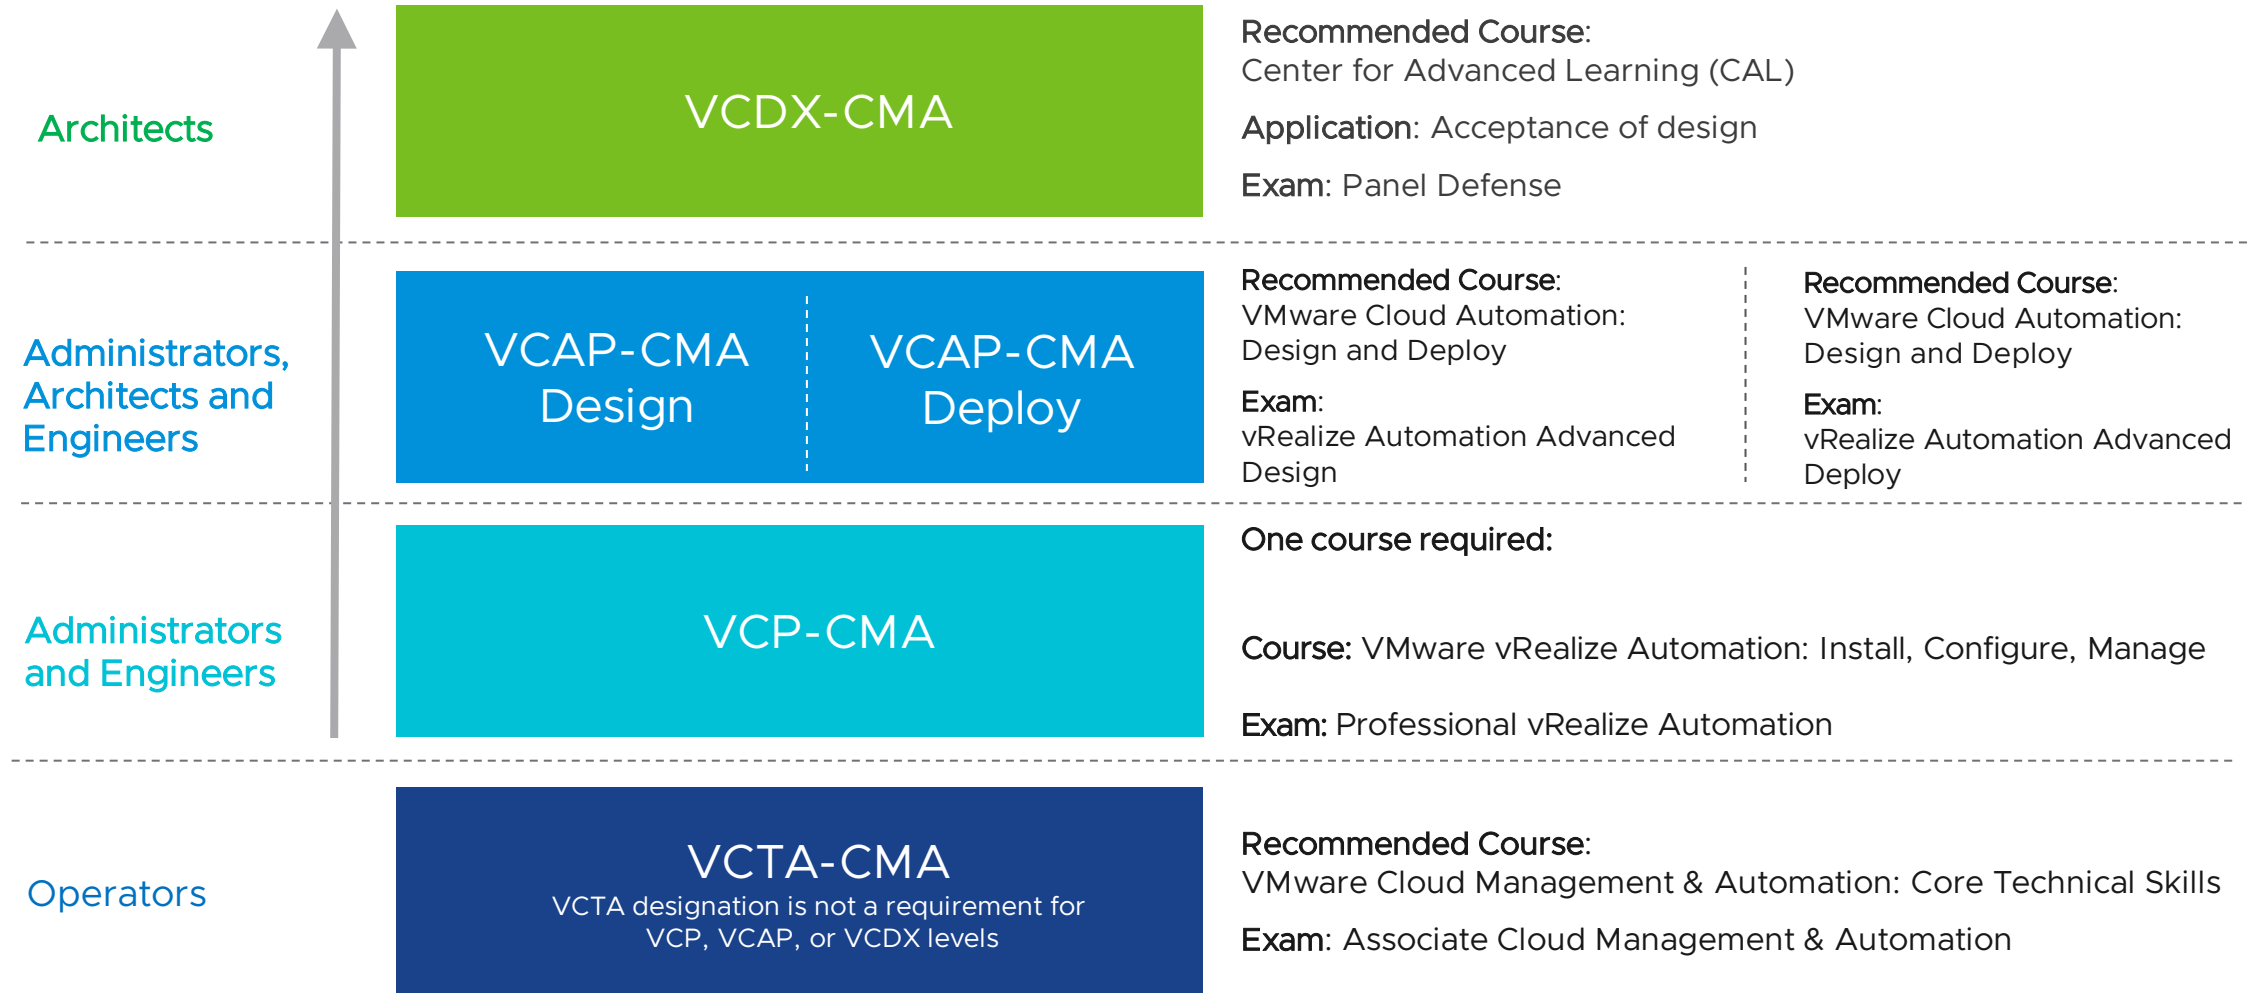 Architects
VCDX-CMA
Recommended Course:
Center for Advanced Learning (CAL)
Application: Acceptance of design
Exam: Panel Defense
Administrators,
Architects and
Engineers
VCAP-CMA
Design
VCAP-CMA
Deploy
Recommended Course:
VMware Cloud Automation:
Design and Deploy
Exam:
vRealize Automation Advanced
Design
Recommended Course:
VMware Cloud Automation:
Design and Deploy
Exam:
vRealize Automation Advanced
Deploy
Administrators
and Engineers
VCP-CMA
One course required:
Course: VMware vRealize Automation: Install, Configure, Manage
Exam: Professional vRealize Automation
Operators
VCTA-CMA
VCTA designation is not a requirement for
VCP, VCAP, or VCDX levels
Recommended Course:
VMware Cloud Management & Automation: Core Technical Skills
Exam: Associate Cloud Management & Automation